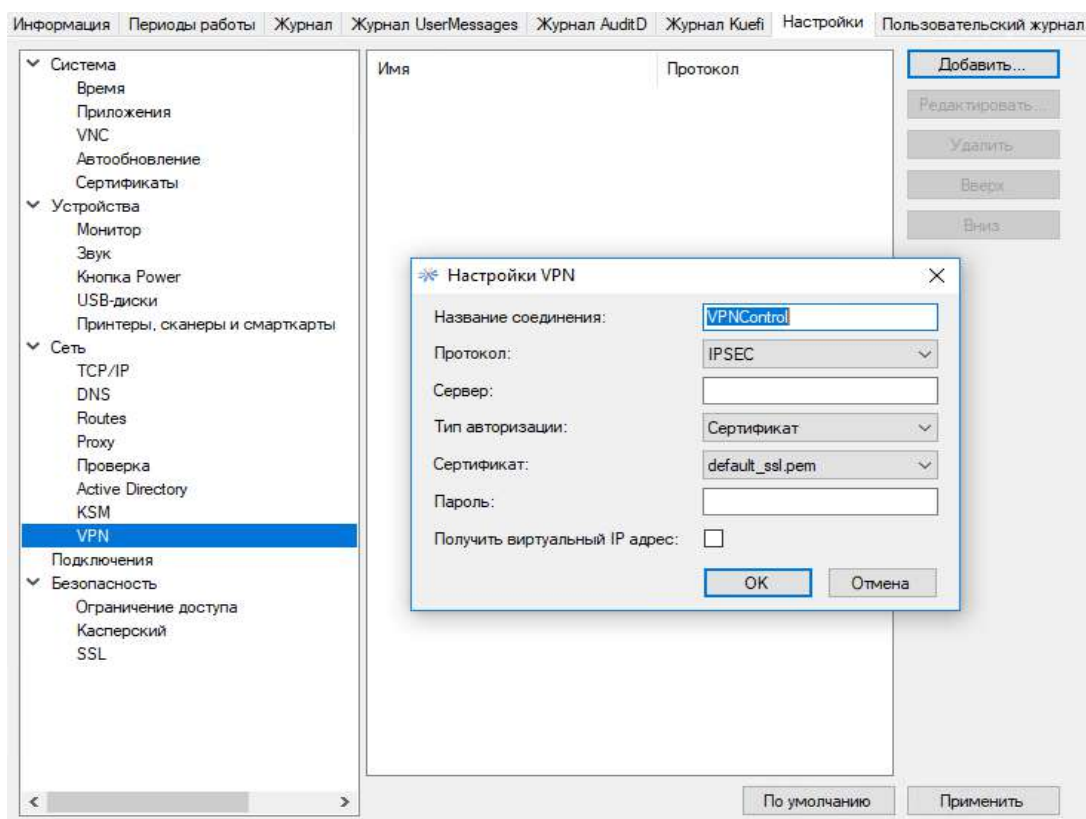 Информация Периоды работы Журнал Журнал UserMessages Журнал AuditD Журнал Kuefi Настройки Пользовательский журнал
Система
Время
Приложения
VNC
Автообновление
Сертификаты
Устройства
Монитор
Звук
Кнопка Power
USB-диски
Принтеры, сканеры и смарткарты
Сеть
TCP/IP
DNS
Routes
Proxy
Проверка
Active Directory
KSM
VPN
Подключения
Безопасность
Ограничение доступа
Касперский
SSL
Имя Протокол
Добавить...
Редактировать...
Удалить
Вверх
Вниз
Настройки VPN
Название соединения: VPNControl
Протокол: IPSEC
Сервер:
Тип авторизации: Сертификат
Сертификат: default_ssl.pem
Пароль:
Получить виртуальный IP адрес:
OK Отмена
По умолчанию Применить